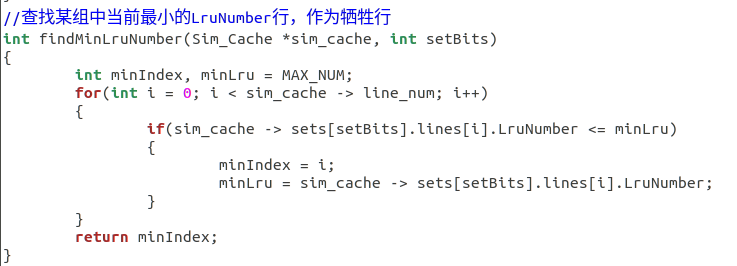 //查找某组中当前最小的LruNumber行，作为牺牲行
int findMinLruNumber(Sim_Cache *sim_cache, int setBits)
{
        int minIndex, minLru = MAX_NUM;
        for(int i = 0; i < sim_cache -> line_num; i++)
        {
                if(sim_cache -> sets[setBits].lines[i].LruNumber <= minLru)
                {
                        minIndex = i;
                        minLru = sim_cache -> sets[setBits].lines[i].LruNumber;
                }
        }
        return minIndex;
}